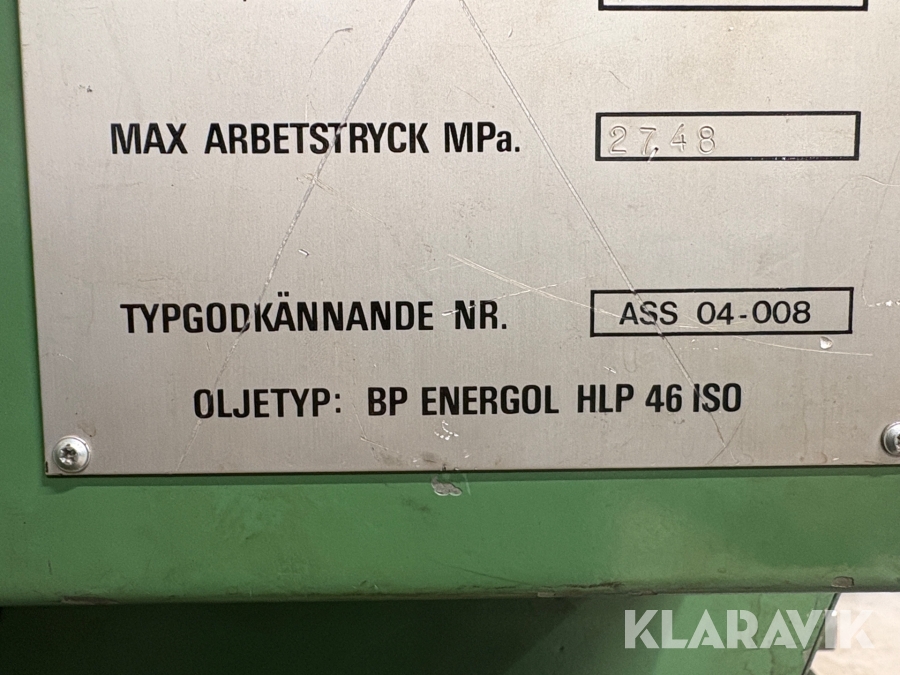 MAX ARBETSTRYCK MPa. 27.48
TYPGODKÄNNANDE NR. ASS 04-008
OLJETYP: BP ENERGOL HLP 46 ISO
KLARAVIK